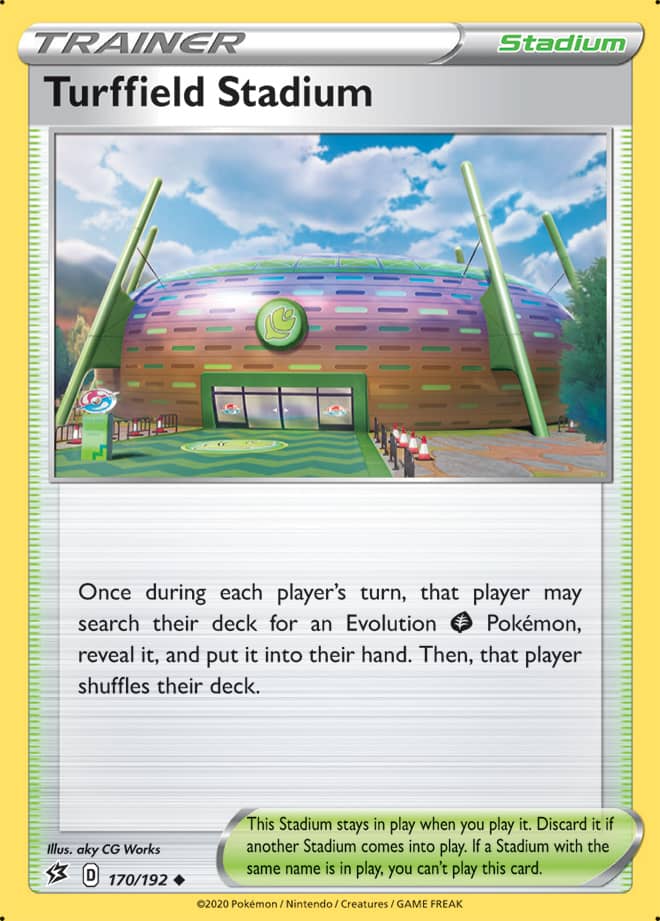 TRAINER Stadium
Turffield Stadium
Once during each player's turn, that player may
search their deck for an Evolution Pokémon,
reveal it, and put it into their hand. Then, that player
shuffles their deck.
This Stadium stays in play when you play it. Discard it if
another Stadium comes into play. If a Stadium with the
same name is in play, you can't play this card.
Illus. aky CG Works
D 170/192
©2020 Pokémon / Nintendo / Creatures / GAME FREAK